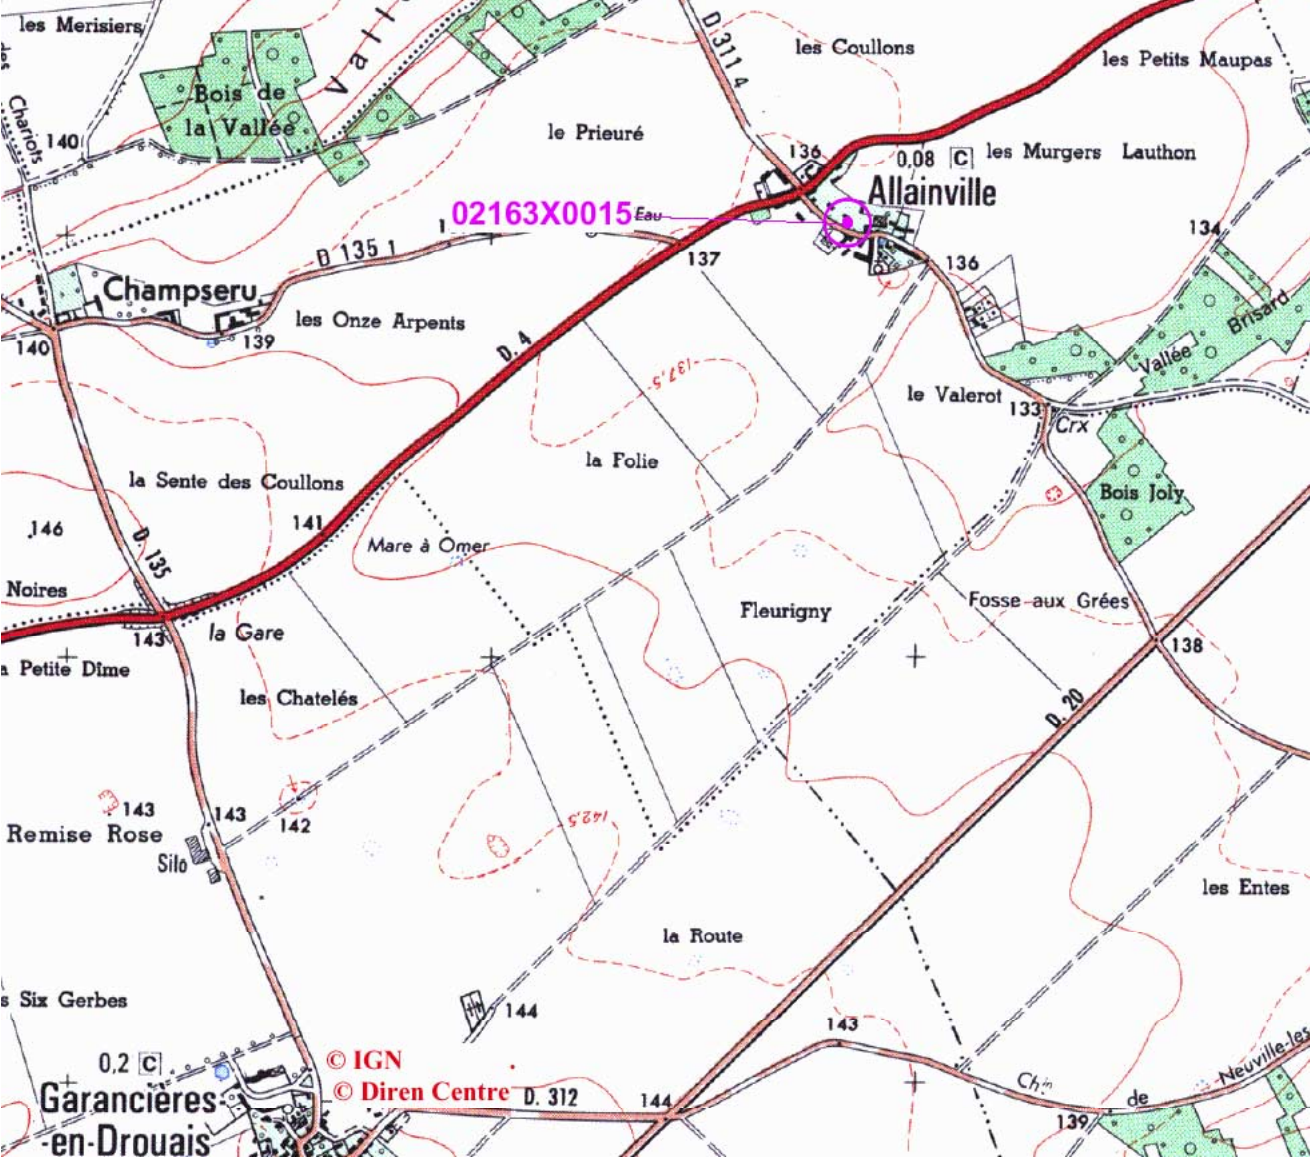 les Merisiers
D 311 4
les Coullons
les Petits Maupas
Bois de
la Vallée
Chariots
140
le Prieuré
136
0,08 C
les Murgers Lauthon
Allainville
02163X0015
Eau
134
D 135 1
137
136
Champseru
Brisard
les Onze Arpents
140
139
D. 4
Vallée
137,5
le Valerot
133
Crx
la Folie
la Sente des Coullons
Bois Joly
141
146
D. 135
Mare à Omer
Noires
Fleurigny
Fosse aux Grées
143
la Gare
138
a Petite Dîme
les Chatelés
D. 20
143
143
142
142,5
Remise Rose
Silo
les Entes
la Route
s Six Gerbes
144
143
0,2 C
© IGN
© Diren Centre
Chin
de
Neuville-les
Garancières-
-en-Drouais
D. 312
144
139